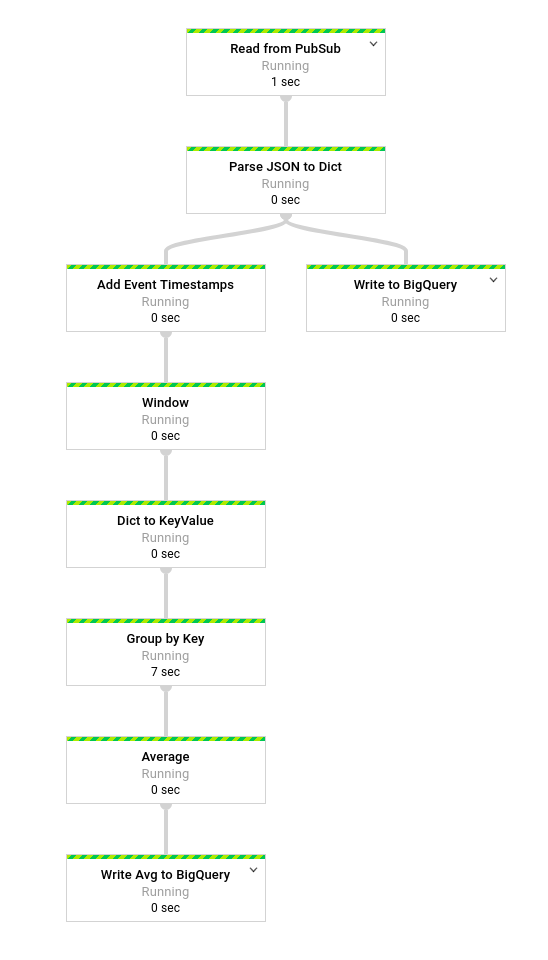 Read from PubSub
Running
1 sec
Parse JSON to Dict
Running
0 sec
Add Event Timestamps
Running
0 sec
Write to BigQuery
Running
0 sec
Window
Running
0 sec
Dict to KeyValue
Running
0 sec
Group by Key
Running
7 sec
Average
Running
0 sec
Write Avg to BigQuery
Running
0 sec